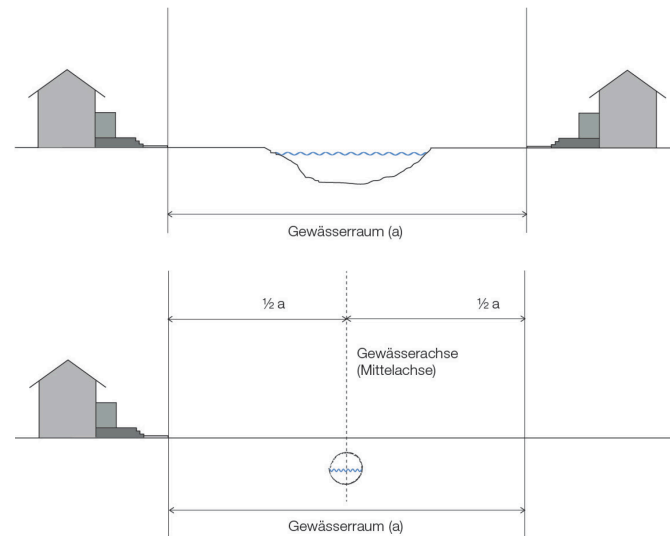 Gewässerraum (a)
½ a
½ a
Gewässerachse
(Mittelachse)
Gewässerraum (a)